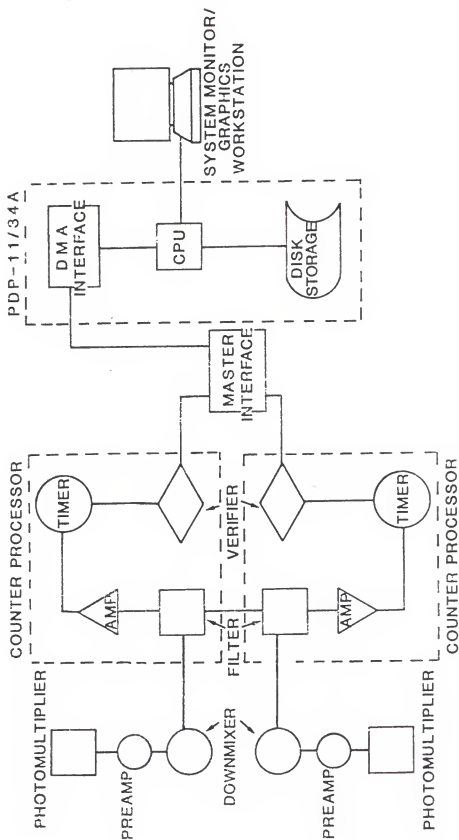 PHOTOMULTIPLIER
PREAMP
DOWNMIXER
PREAMP
PHOTOMULTIPLIER
COUNTER PROCESSOR
TIMER
AMP
FILTER
VERIFIER
AMP
TIMER
COUNTER PROCESSOR
MASTER
INTERFACE
PDP-11/34A
DMA
INTERFACE
CPU
DISK
STORAGE
SYSTEM MONITOR/
GRAPHICS
WORKSTATION